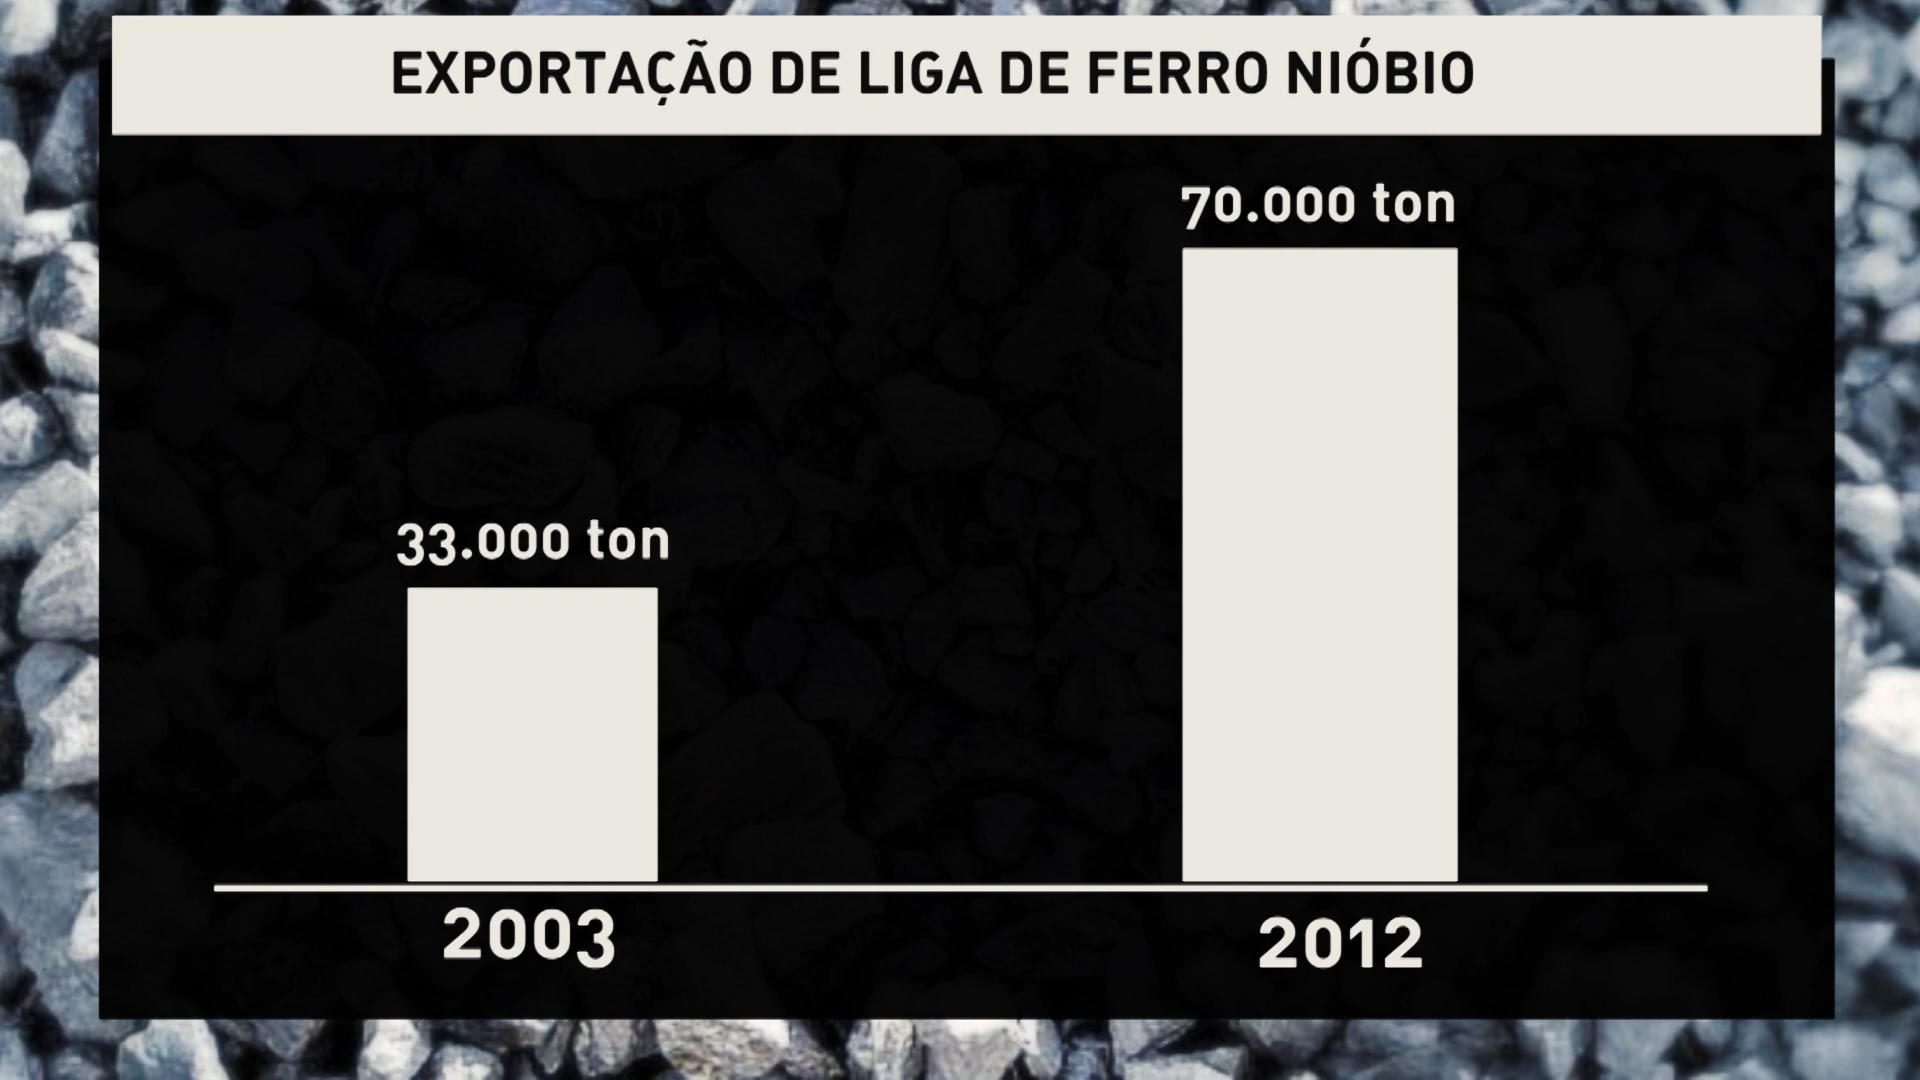 EXPORTAÇÃO DE LIGA DE FERRO NIÓBIO
70.000 ton
33.000 ton
2003
2012